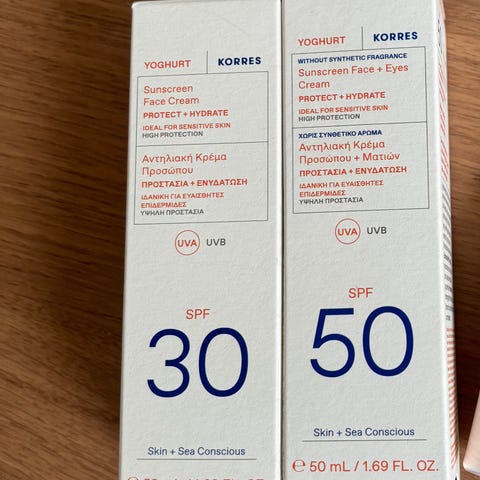 YOGHURT KORRES
Sunscreen
Face Cream
PROTECT + HYDRATE
IDEAL FOR SENSITIVE SKIN
HIGH PROTECTION
Αντηλιακή Κρέμα
Προσώπου
ΠΡΟΣΤΑΣΙΑ + ΕΝΥΔΑΤΩΣΗ
ΙΔΑΝΙΚΗ ΓΙΑ ΕΥΑΙΣΘΗΤΕΣ
ΕΠΙΔΕΡΜΙΔΕΣ
ΥΨΗΛΗ ΠΡΟΣΤΑΣΙΑ
UVA UVB
SPF
30
Skin + Sea Conscious
YOGHURT KORRES
WITHOUT SYNTHETIC FRAGRANCE
Sunscreen Face + Eyes
Cream
PROTECT + HYDRATE
IDEAL FOR SENSITIVE SKIN
HIGH PROTECTION
ΧΩΡΙΣ ΣΥΝΘΕΤΙΚΟ ΑΡΩΜΑ
Αντηλιακή Κρέμα
Προσώπου + Ματιών
ΠΡΟΣΤΑΣΙΑ + ΕΝΥΔΑΤΩΣΗ
ΙΔΑΝΙΚΗ ΓΙΑ ΕΥΑΙΣΘΗΤΕΣ
ΕΠΙΔΕΡΜΙΔΕΣ
ΥΨΗΛΗ ΠΡΟΣΤΑΣΙΑ
UVA UVB
SPF
50
Skin + Sea Conscious
℮ 50 mL / 1.69 FL. OZ.